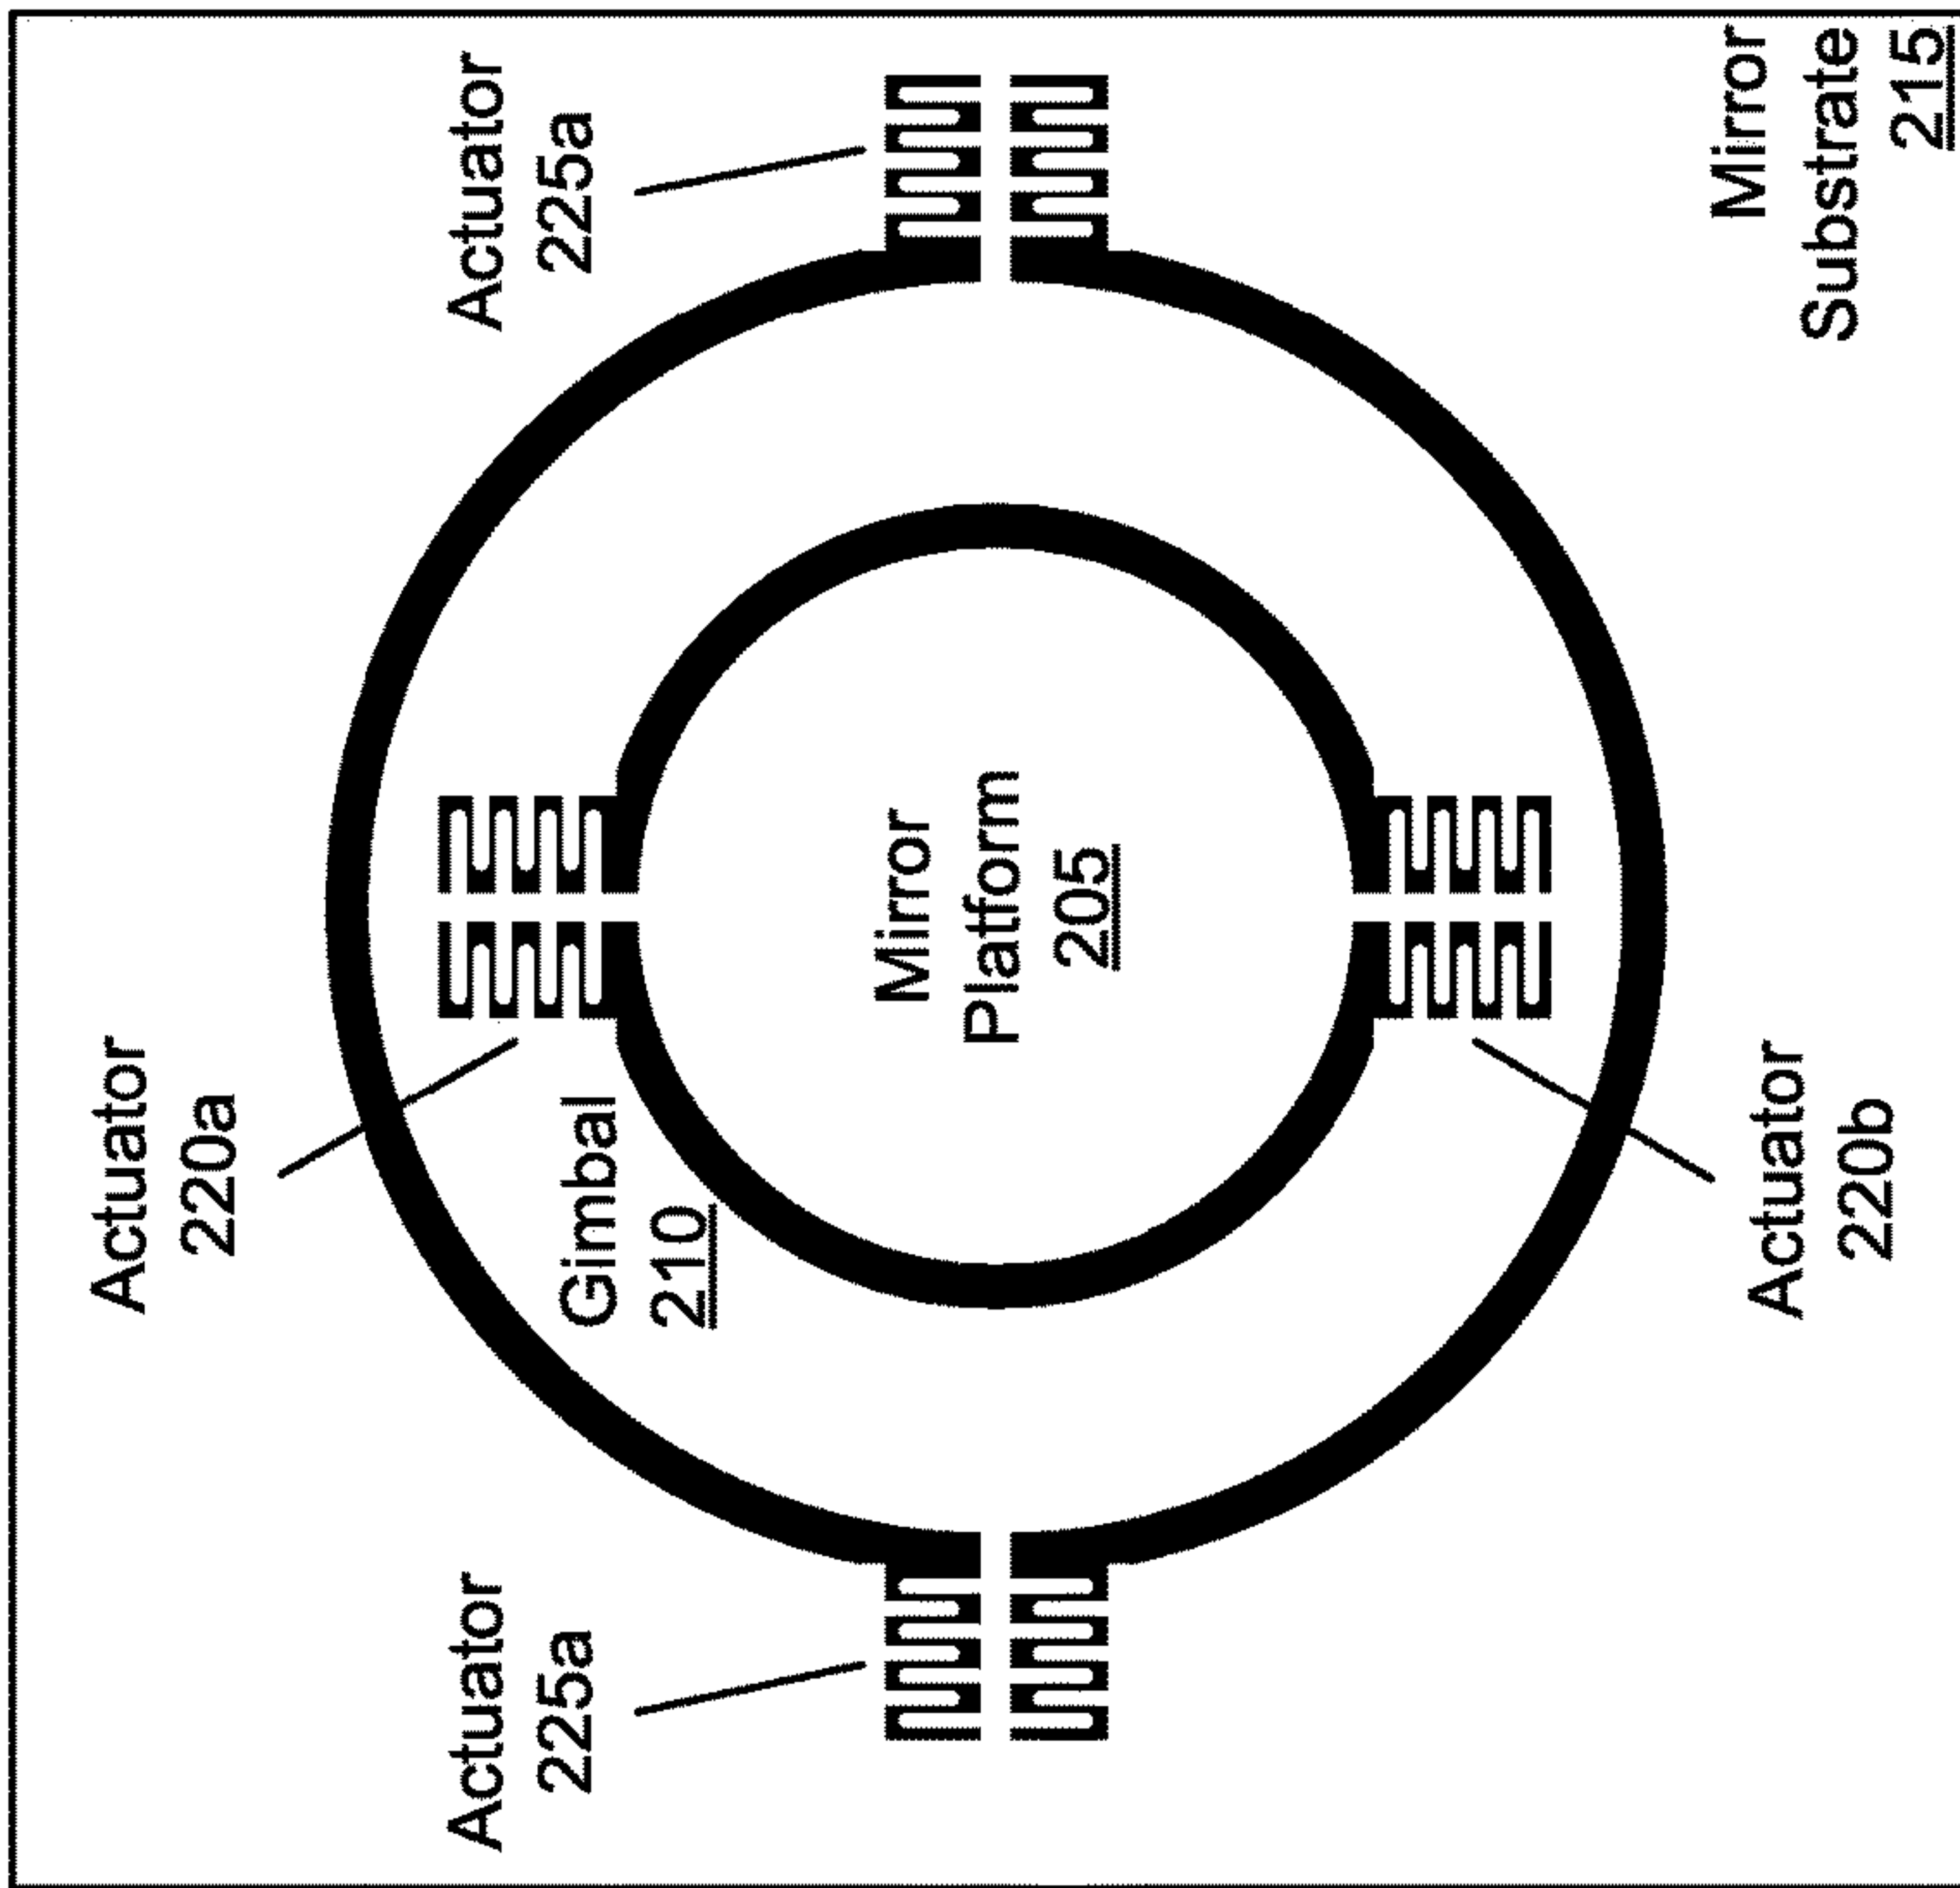 Actuator
220a
Actuator
225a
Actuator
225a
Gimbal
210
Mirror
Platform
205
Mirror
Substrate
215
Actuator
220b